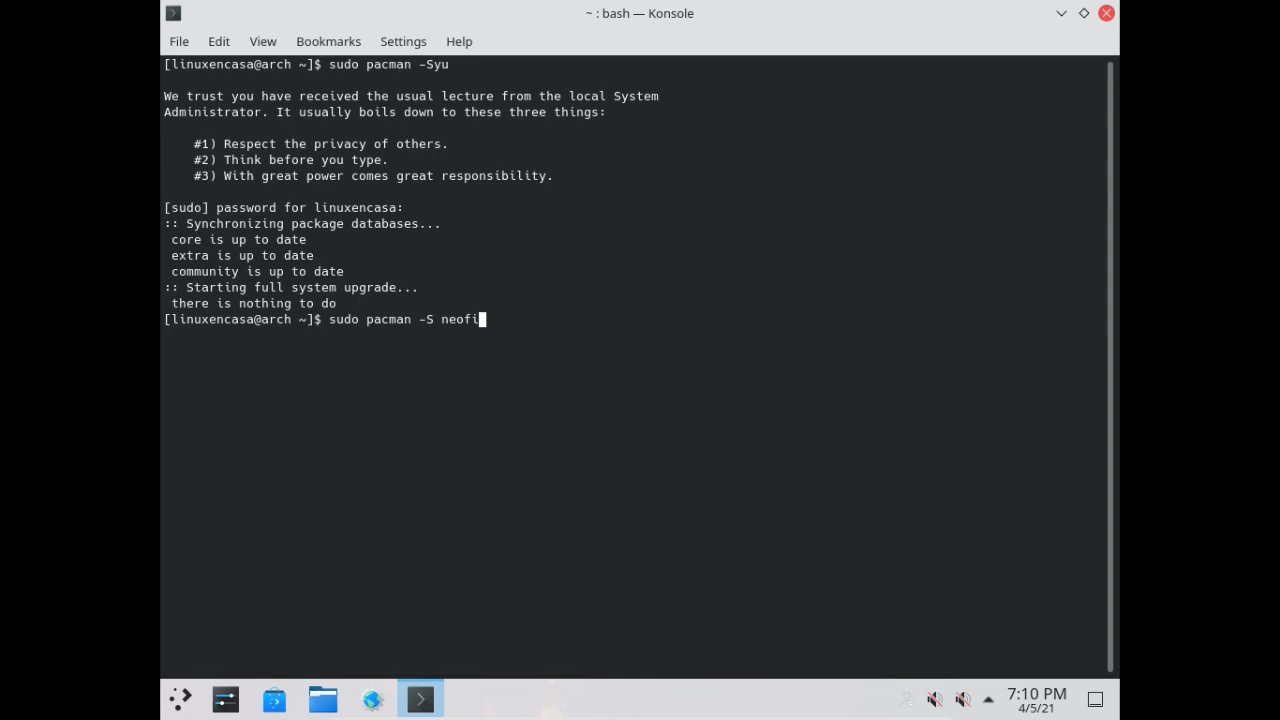 ~ : bash — Konsole
File Edit View Bookmarks Settings Help
[linuxencasa@arch ~]$ sudo pacman -Syu
We trust you have received the usual lecture from the local System
Administrator. It usually boils down to these three things:
#1) Respect the privacy of others.
#2) Think before you type.
#3) With great power comes great responsibility.
[sudo] password for linuxencasa:
:: Synchronizing package databases...
core is up to date
extra is up to date
community is up to date
:: Starting full system upgrade...
there is nothing to do
[linuxencasa@arch ~]$ sudo pacman -S neofi
7:10 PM
4/5/21